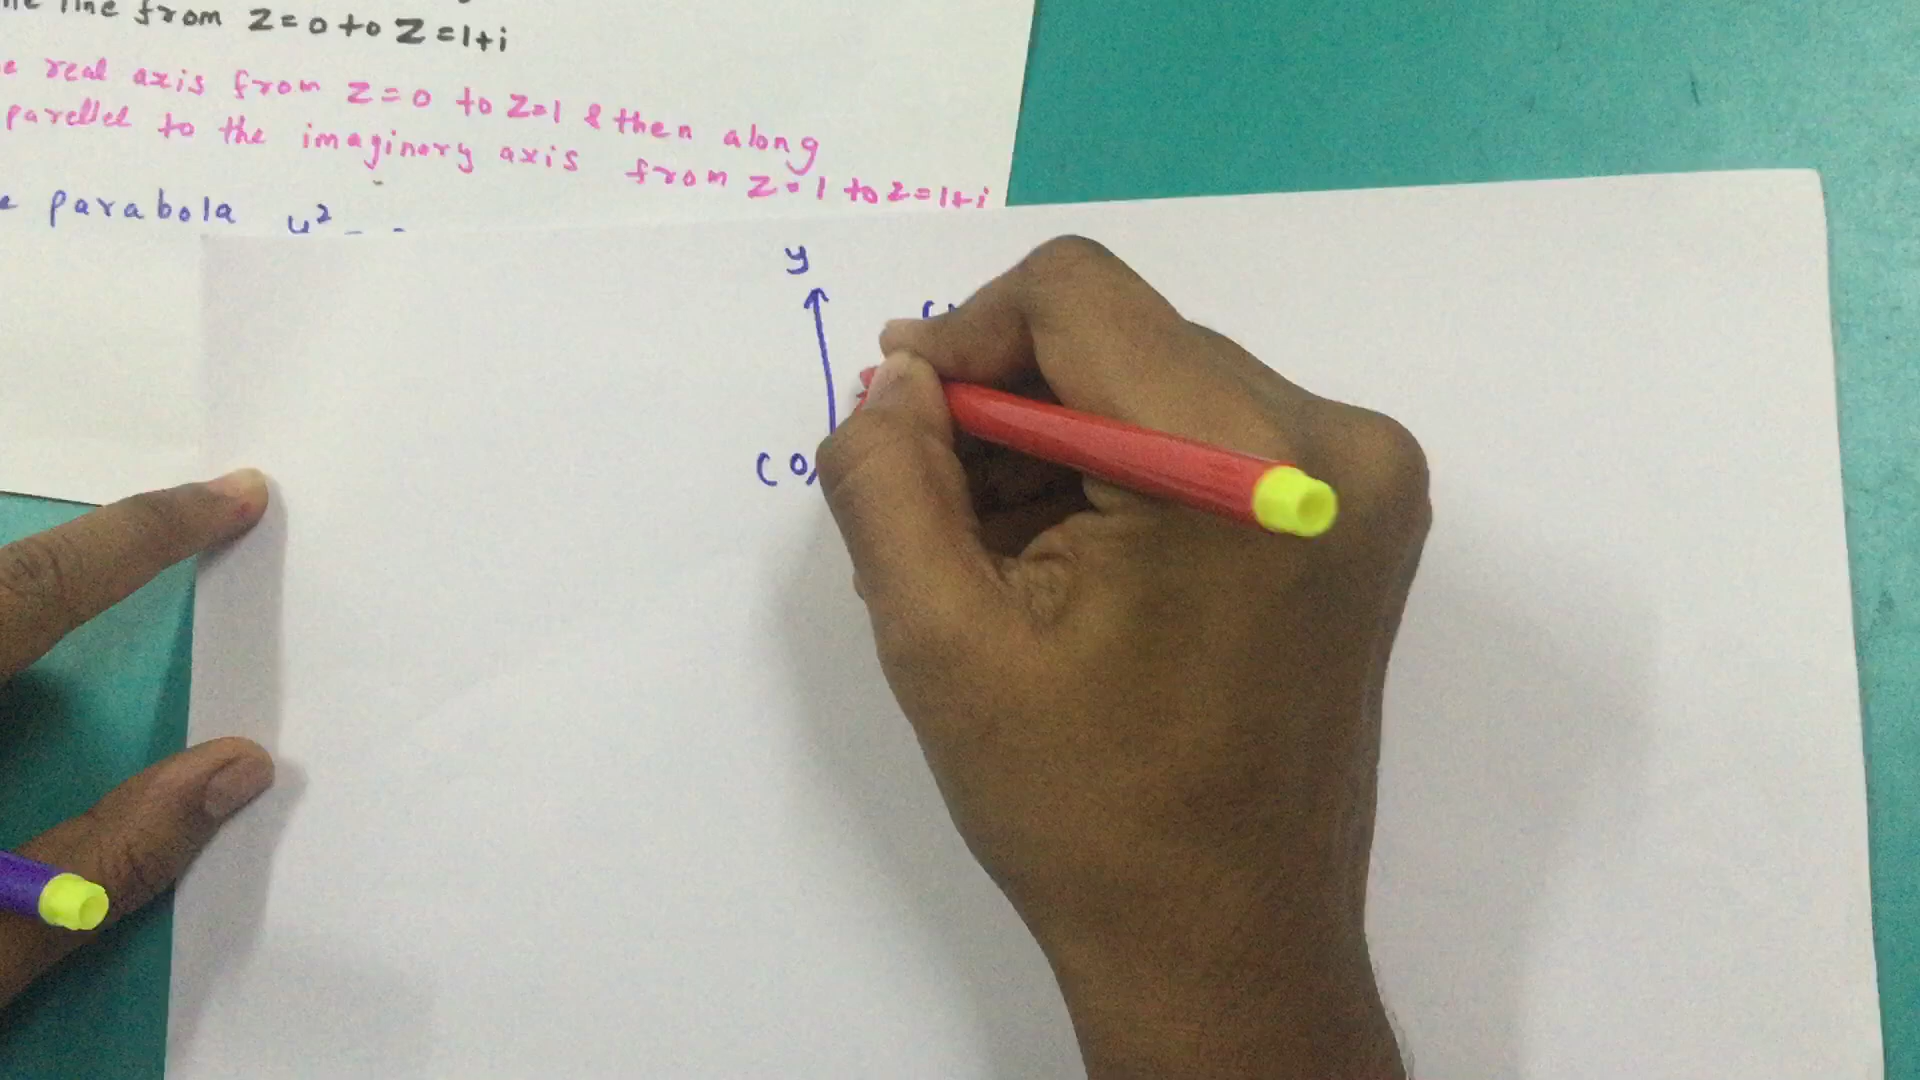 line from z=0 to z=1+i
real axis from z=0 to z=1 & then along
parellel to the imaginary axis from z=1 to z=1+i
parabola
y
(0,